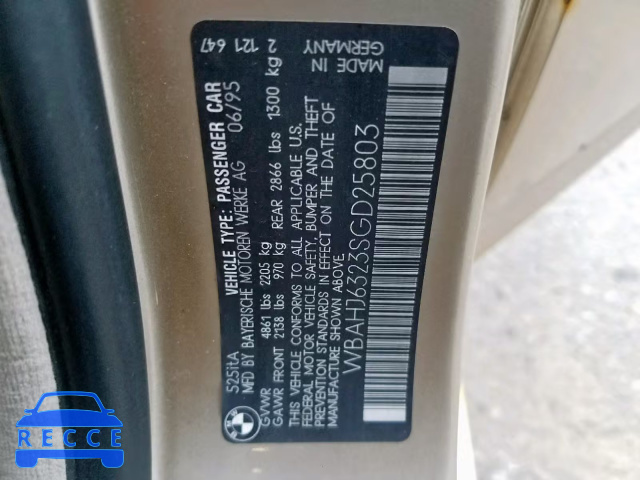 525iTA
VEHICLE TYPE: PASSENGER CAR
MFD BY BAYERISCHE MOTOREN WERKE AG 06/95
GVWR 4861 lbs 2205 kg
GAWR FRONT 2138 lbs 970 kg REAR 2866 lbs 1300 kg
THIS VEHICLE CONFORMS TO ALL APPLICABLE U.S.
FEDERAL MOTOR VEHICLE SAFETY, BUMPER AND THEFT
PREVENTION STANDARDS IN EFFECT ON THE DATE OF
MANUFACTURE SHOWN ABOVE
WBAHJ6323SGD25803
2 121 647
MADE IN
GERMANY
RECCE